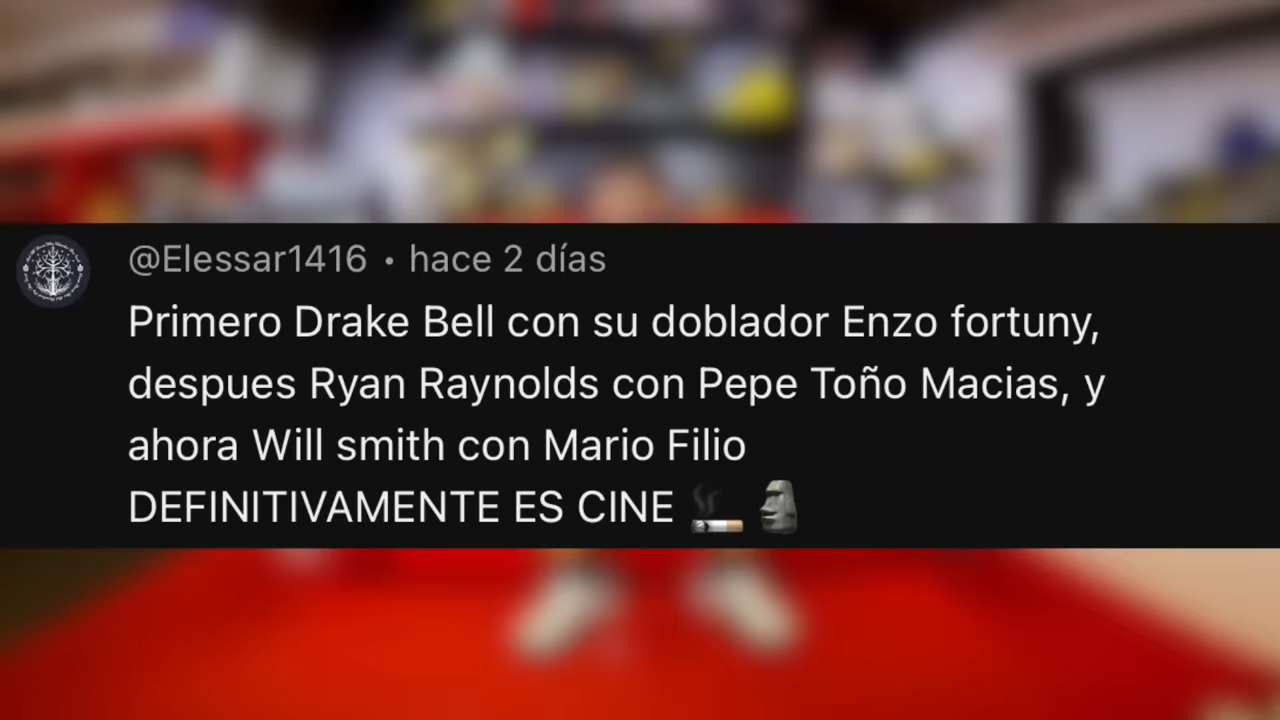 @Elessar1416 • hace 2 días
Primero Drake Bell con su doblador Enzo fortuny,
despues Ryan Raynolds con Pepe Toño Macias, y
ahora Will smith con Mario Filio
DEFINITIVAMENTE ES CINE 🚬🗿